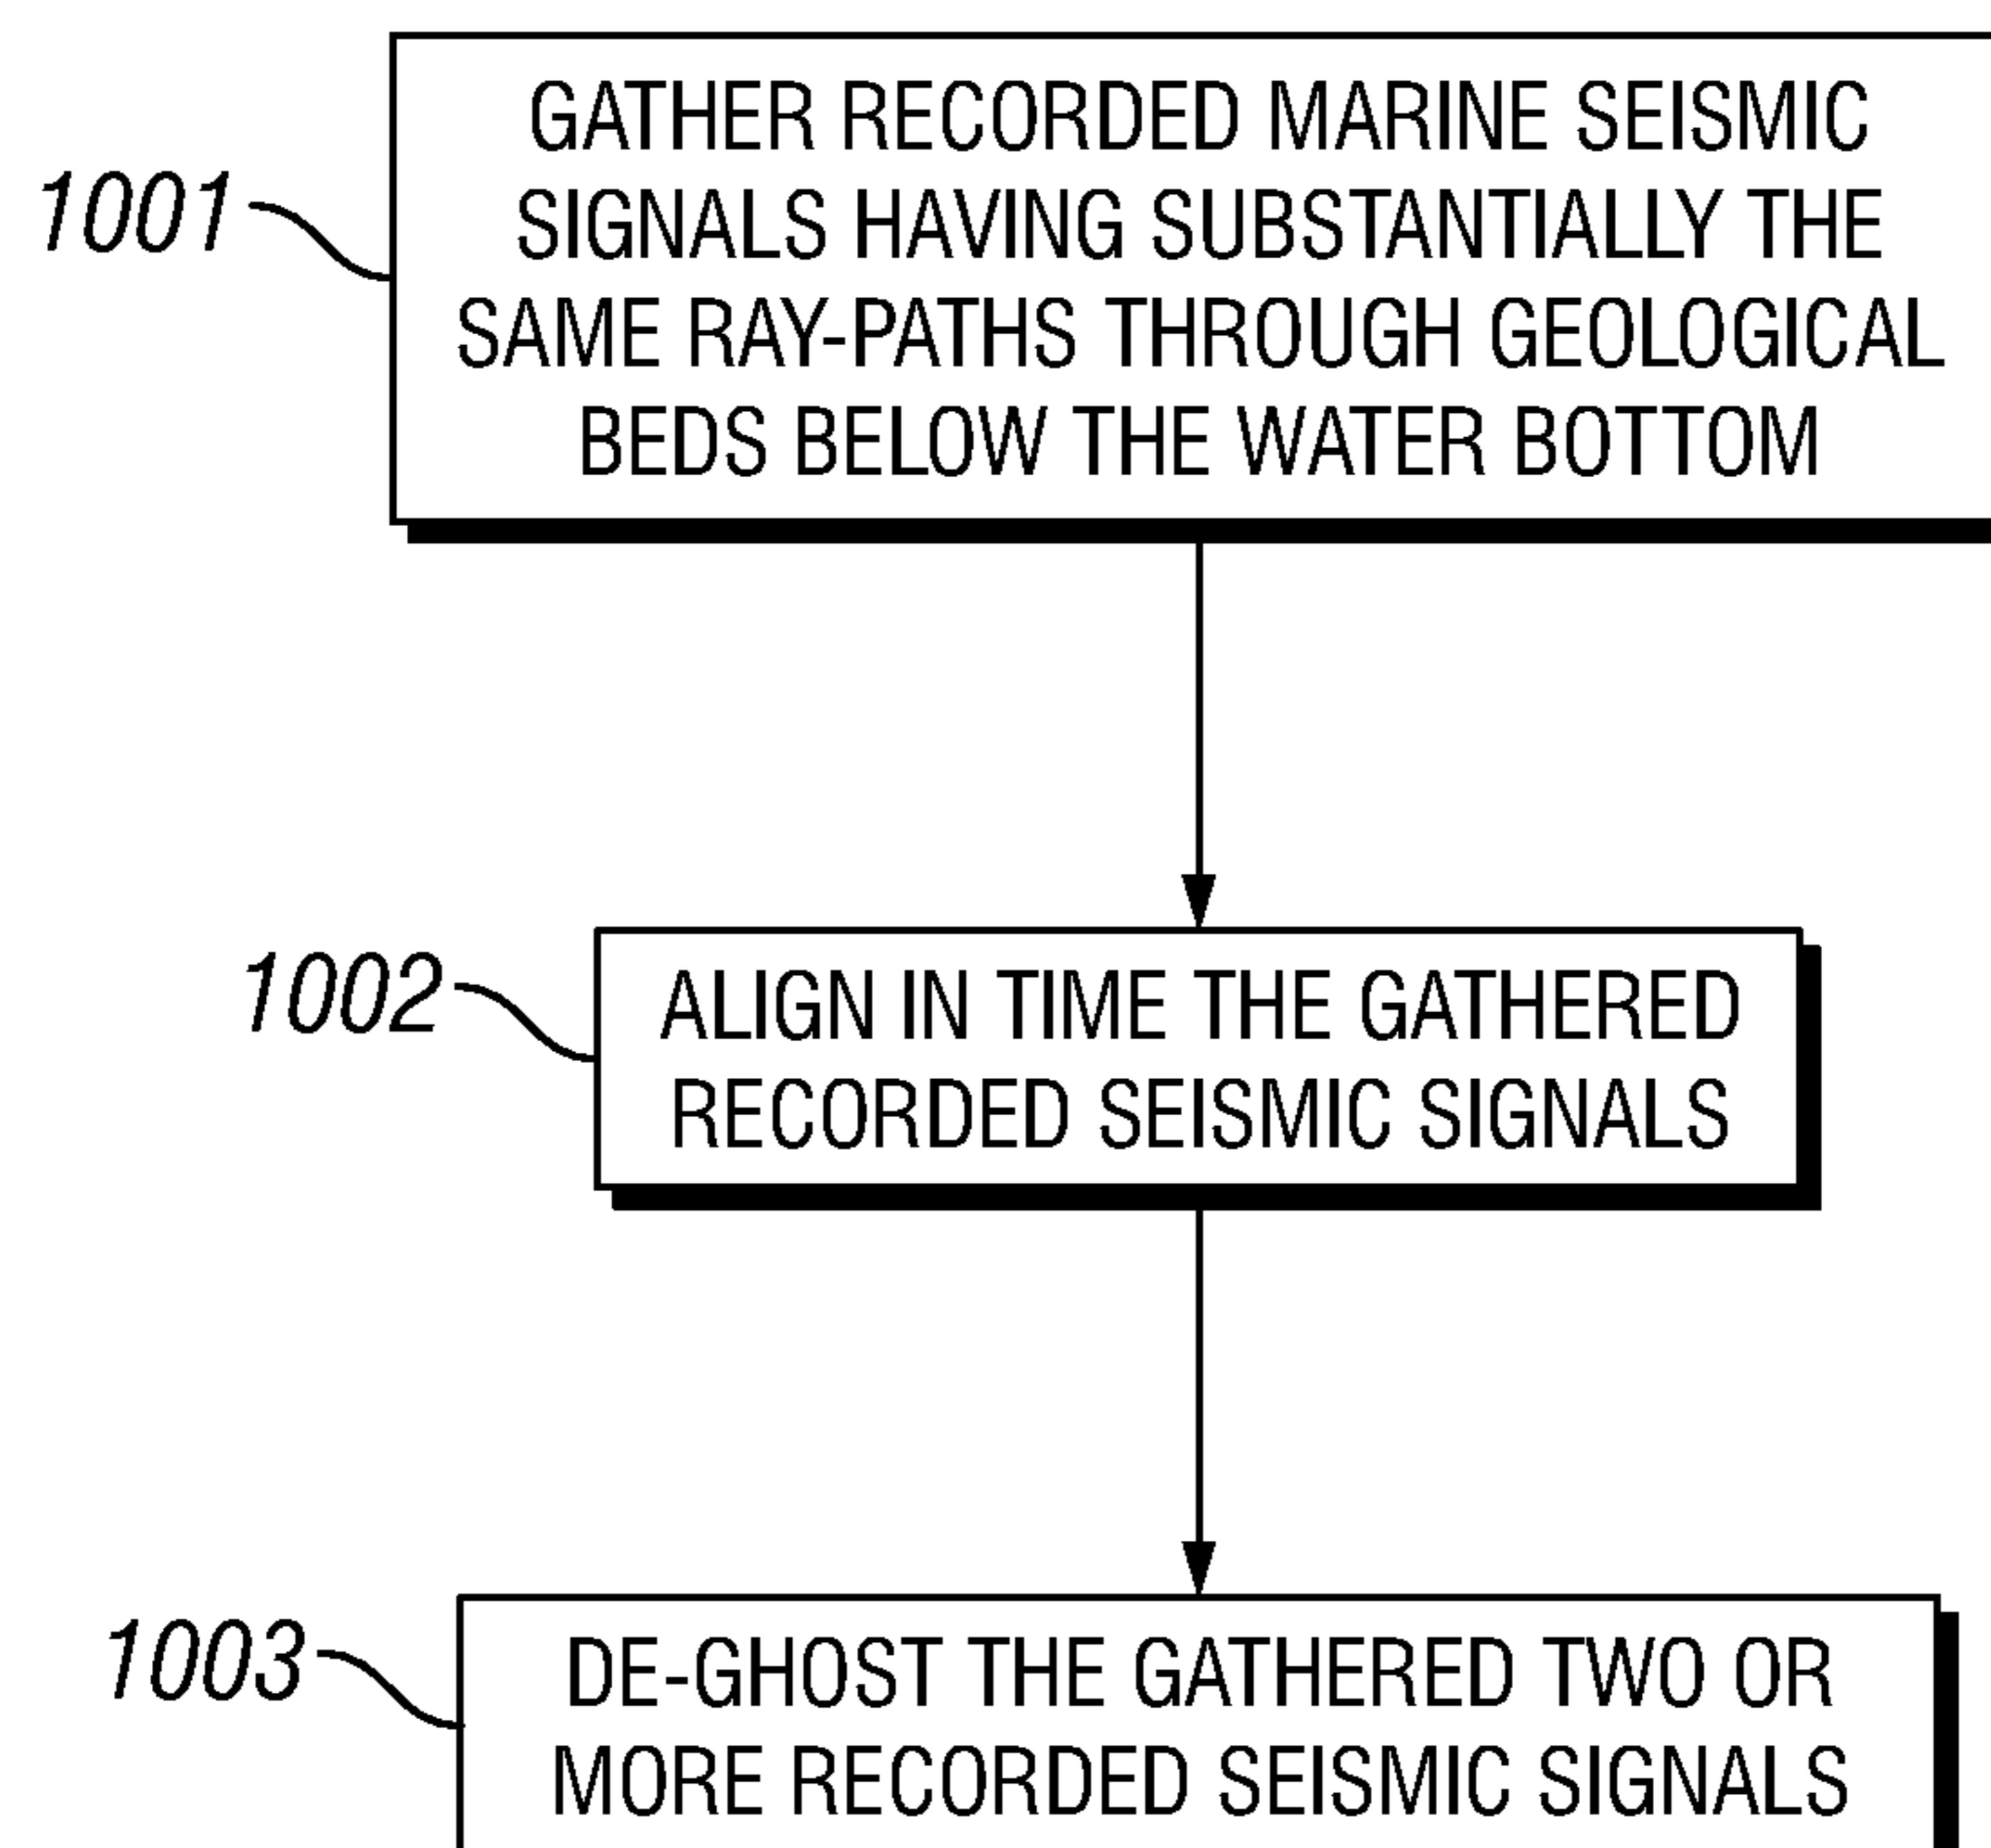 GATHER RECORDED MARINE SEISMIC
SIGNALS HAVING SUBSTANTIALLY THE
SAME RAY-PATHS THROUGH GEOLOGICAL
BEDS BELOW THE WATER BOTTOM
1001
ALIGN IN TIME THE GATHERED
RECORDED SEISMIC SIGNALS
1002
DE-GHOST THE GATHERED TWO OR
MORE RECORDED SEISMIC SIGNALS
1003